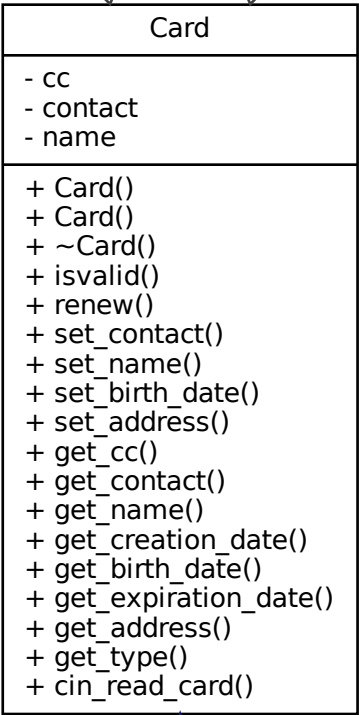 Card
- cc
- contact
- name
+ Card()
+ Card()
+ ~Card()
+ isvalid()
+ renew()
+ set_contact()
+ set_name()
+ set_birth_date()
+ set_address()
+ get_cc()
+ get_contact()
+ get_name()
+ get_creation_date()
+ get_birth_date()
+ get_expiration_date()
+ get_address()
+ get_type()
+ cin_read_card()